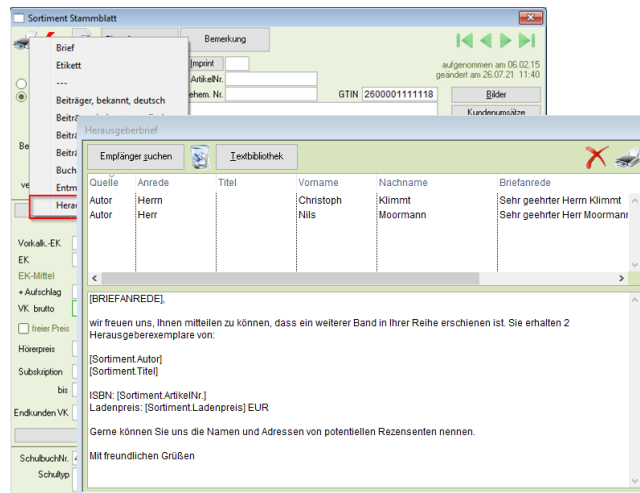 Sortiment Stammblatt
Bemerkung
Brief
Etikett
---
Beiträger, bekannt, deutsch
Buch
Imprint
ArtikelNr.
ehem. Nr.
GTIN 2600001111118
aufgenommen am 06.02.15
geändert am 26.07.21 11:40
Bilder
Kundenumsätze
Herausgeberbrief
Empfänger suchen
Textbibliothek
Quelle Anrede Titel Vorname Nachname Briefanrede
Autor Herrn Christoph Klimmt Sehr geehrter Herrn Klimmt
Autor Herr Nils Moormann Sehr geehrter Herr Moormann
[BRIEFANREDE],
wir freuen uns, Ihnen mitteilen zu können, dass ein weiterer Band in Ihrer Reihe erschienen ist. Sie erhalten 2
Herausgeberexemplare von:
[Sortiment.Autor]
[Sortiment.Titel]
ISBN: [Sortiment.ArtikelNr.]
Ladenpreis: [Sortiment.Ladenpreis] EUR
Gerne können Sie uns die Namen und Adressen von potentiellen Rezensenten nennen.
Mit freundlichen Grüßen
Vorkalk.-EK
EK
EK-Mittel
+ Aufschlag
VK brutto
freier Preis
Hörerpreis
Subskription
bis
Endkunden VK
SchulbuchNr. 4
Schultyp